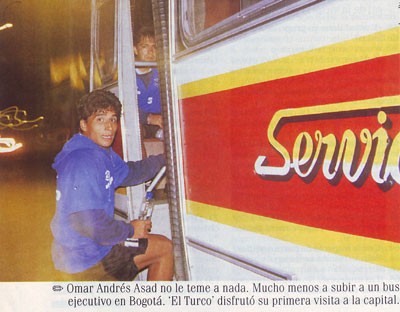 Servic
✏ Omar Andrés Asad no le teme a nada. Mucho menos a subir a un bus
ejecutivo en Bogotá. 'El Turco' disfrutó su primera visita a la capital.